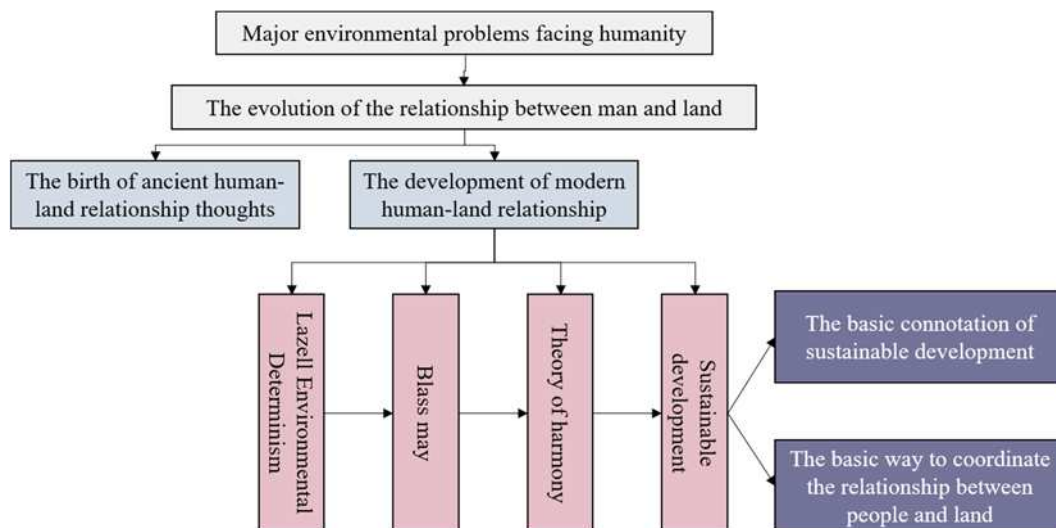 Major environmental problems facing humanity
The evolution of the relationship between man and land
The birth of ancient human-
land relationship thoughts
The development of modern
human-land relationship
Lazell Environmental
Determinism
Blass may
Theory of harmony
Sustainable
development
The basic connotation of
sustainable development
The basic way to coordinate
the relationship between
people and land